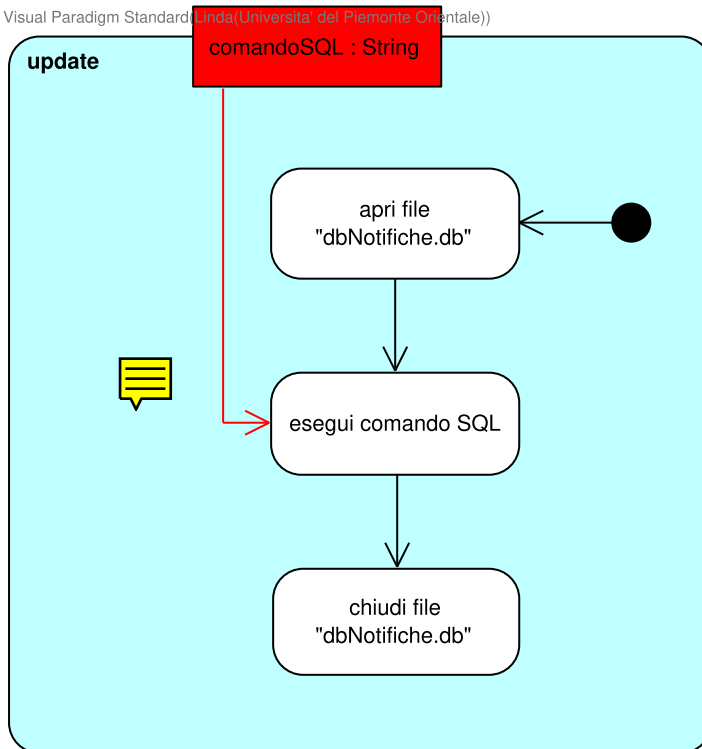 Visual Paradigm Standard(Linda(Universita' del Piemonte Orientale))
comandoSQL : String
update
apri file
"dbNotifiche.db"
esegui comando SQL
chiudi file
"dbNotifiche.db"